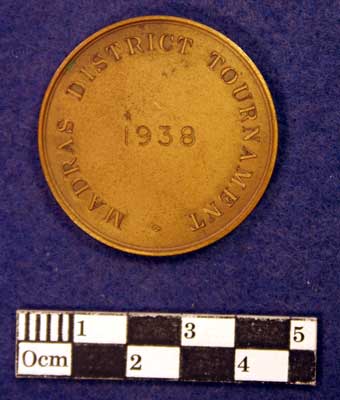 MADRAS DISTRICT TOURNAMENT
1938
1 3 5
0cm 2 4